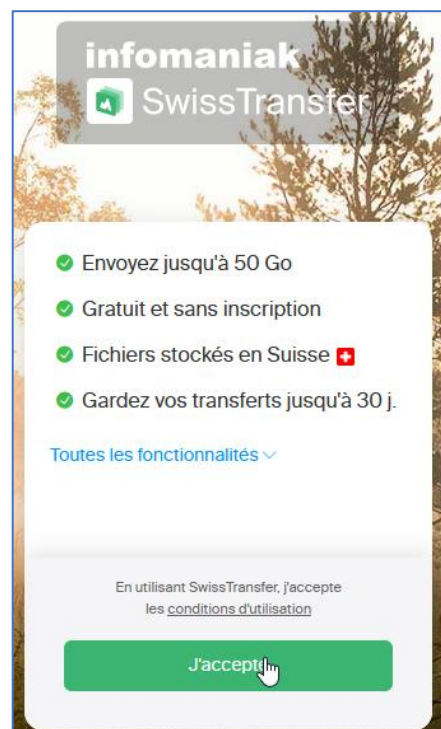 infomaniak
SwissTransfer
Envoyez jusqu'à 50 Go
Gratuit et sans inscription
Fichiers stockés en Suisse
Gardez vos transferts jusqu'à 30 j.
Toutes les fonctionnalités
En utilisant SwissTransfer, j'accepte
les conditions d'utilisation
J'accepte